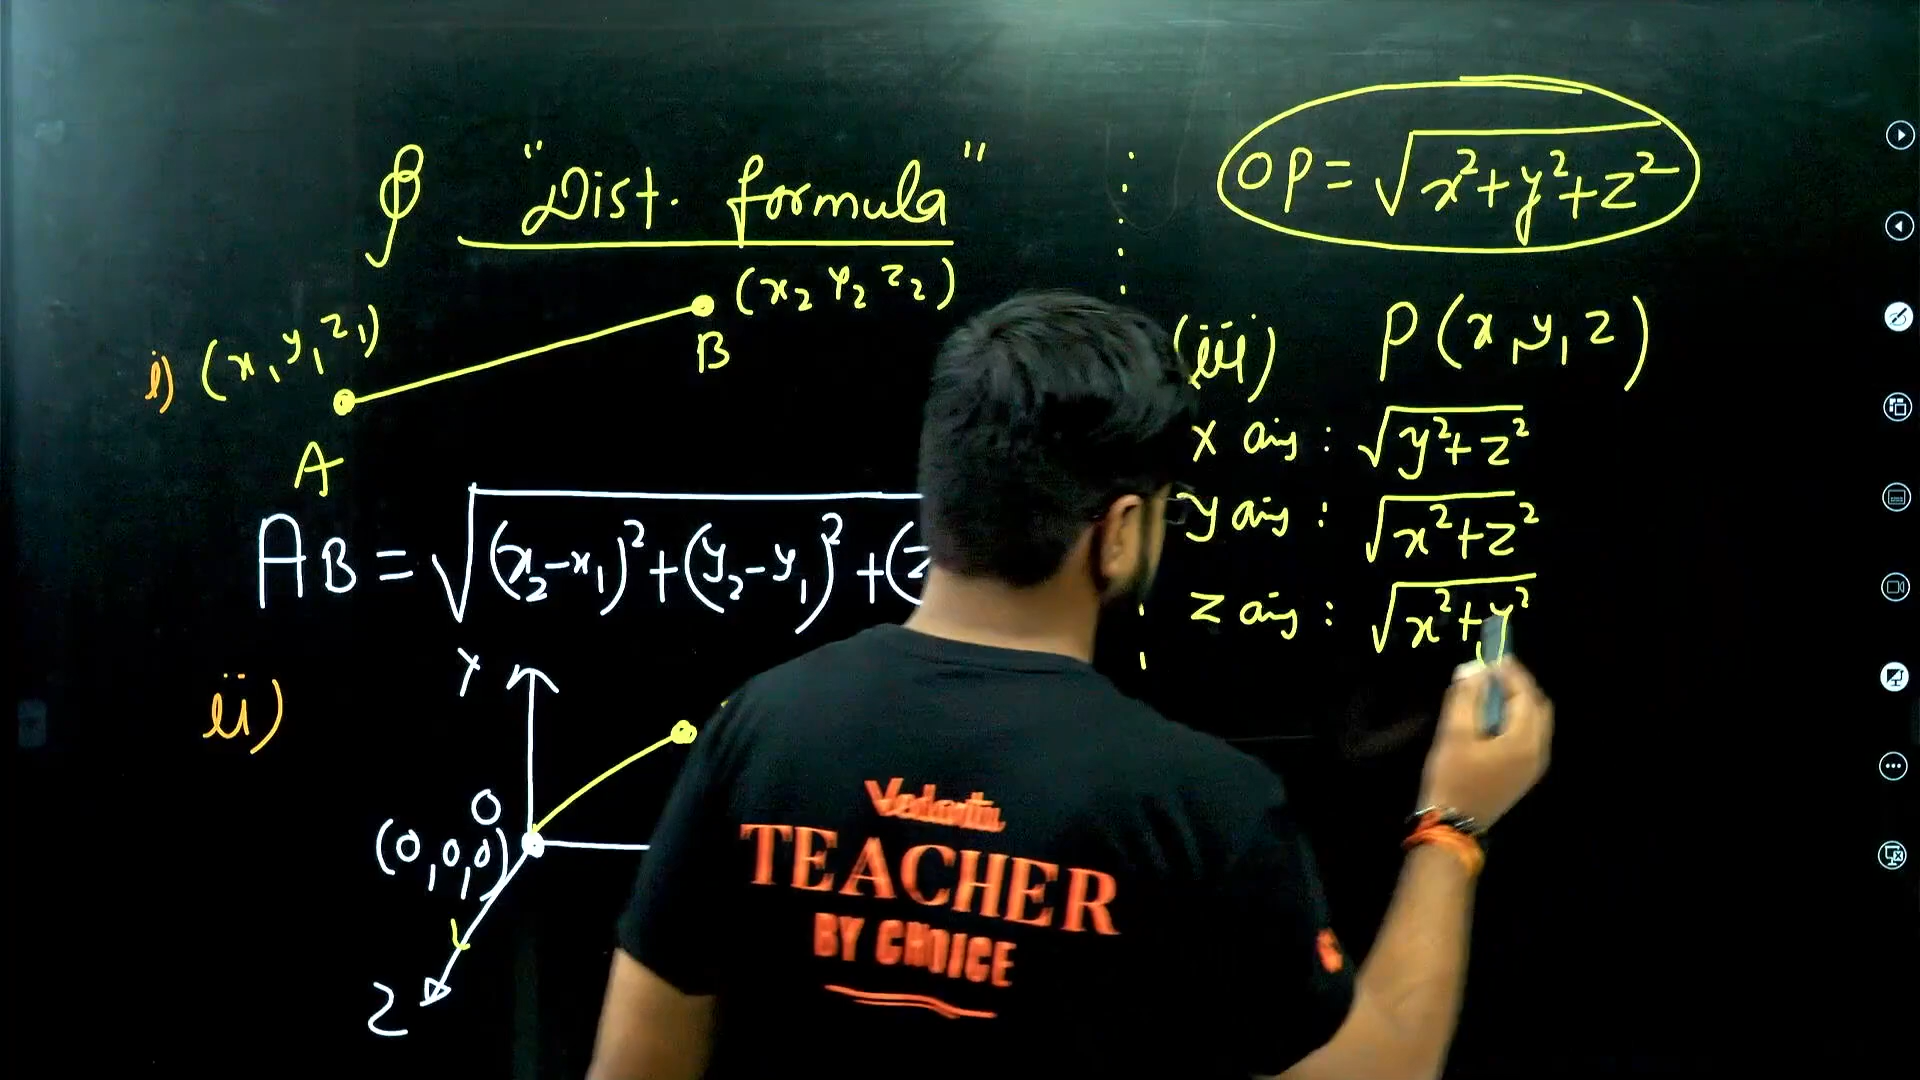 "Dist. formula"
i) (x₁ y₁ z₁)
A
B
(x₂ y₂ z₂)
AB = √(x₂-x₁)²+(y₂-y₁)²+(z
ii)
Y
O
(0,0,0)
Z
OP = √x²+y²+z²
(iii) P(x,y,z)
X axis : √y²+z²
Y axis : √x²+z²
Z axis : √x²+y²
Vedantu
TEACHER
BY CHOICE